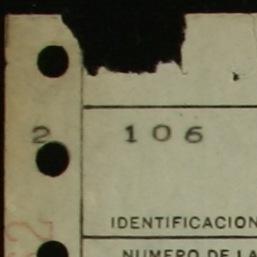 2 106
IDENTIFICACION
NUMERO DE LA